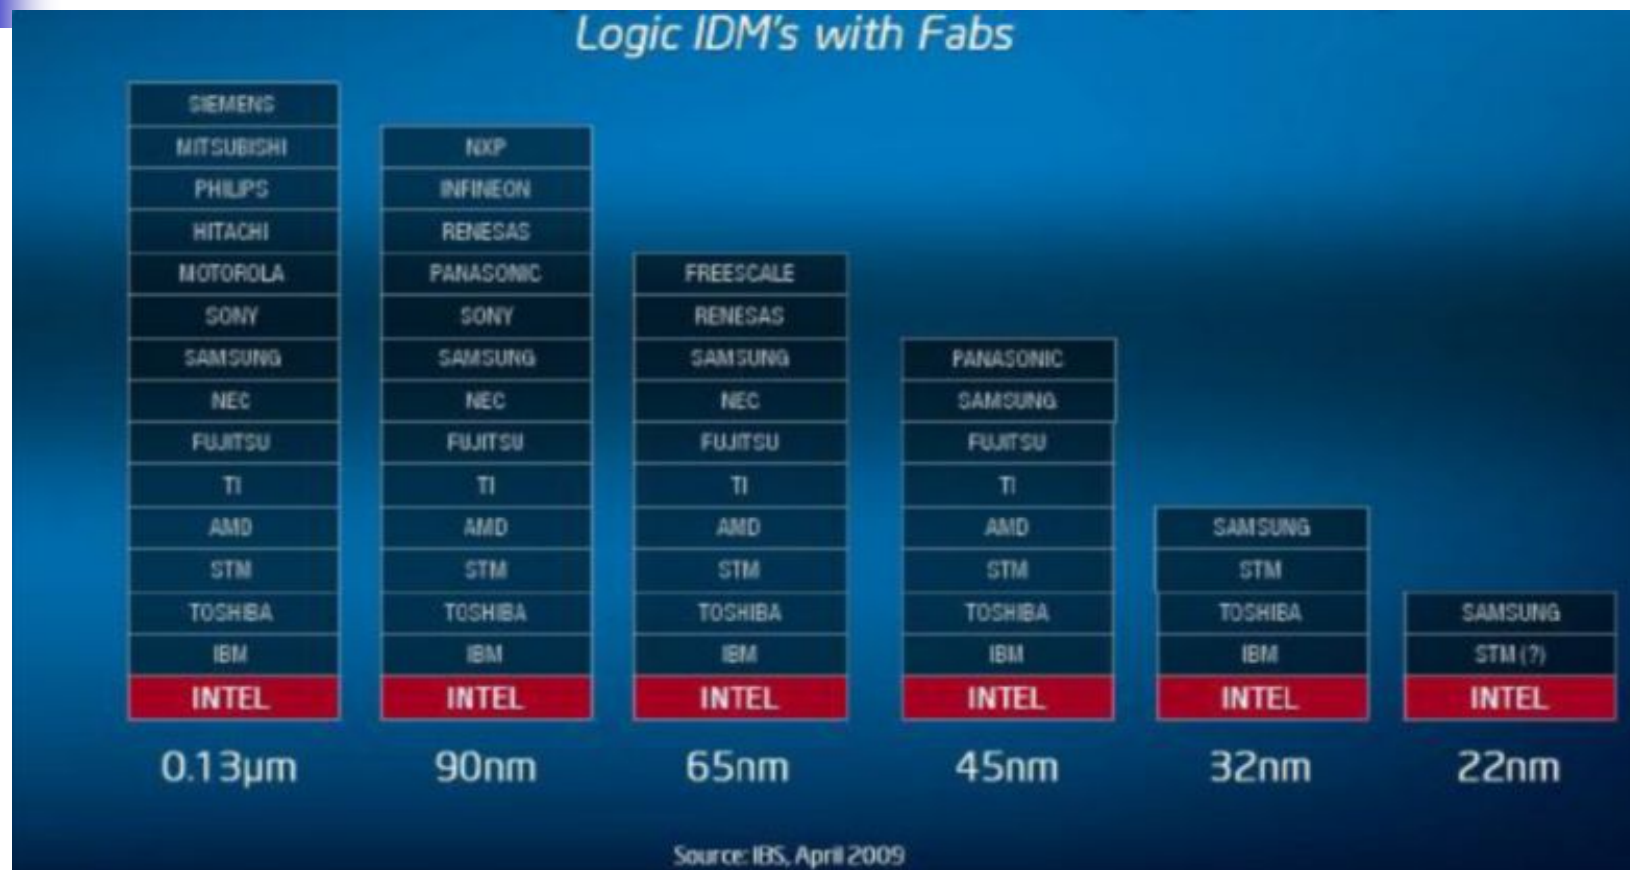 Logic IDM's with Fabs
SIEMENS
MITSUBISHI
PHILIPS
HITACHI
MOTOROLA
SONY
SAMSUNG
NEC
FUJITSU
TI
AMD
STM
TOSHIBA
IBM
INTEL
0.13µm
NXP
INFINEON
RENESAS
PANASONIC
SONY
SAMSUNG
NEC
FUJITSU
TI
AMD
STM
TOSHIBA
IBM
INTEL
90nm
FREESCALE
RENESAS
SAMSUNG
NEC
FUJITSU
TI
AMD
STM
TOSHIBA
IBM
INTEL
65nm
PANASONIC
SAMSUNG
FUJITSU
TI
AMD
STM
TOSHIBA
IBM
INTEL
45nm
SAMSUNG
STM
TOSHIBA
IBM
INTEL
32nm
SAMSUNG
STM (?)
INTEL
22nm
Source: IBS, April 2009